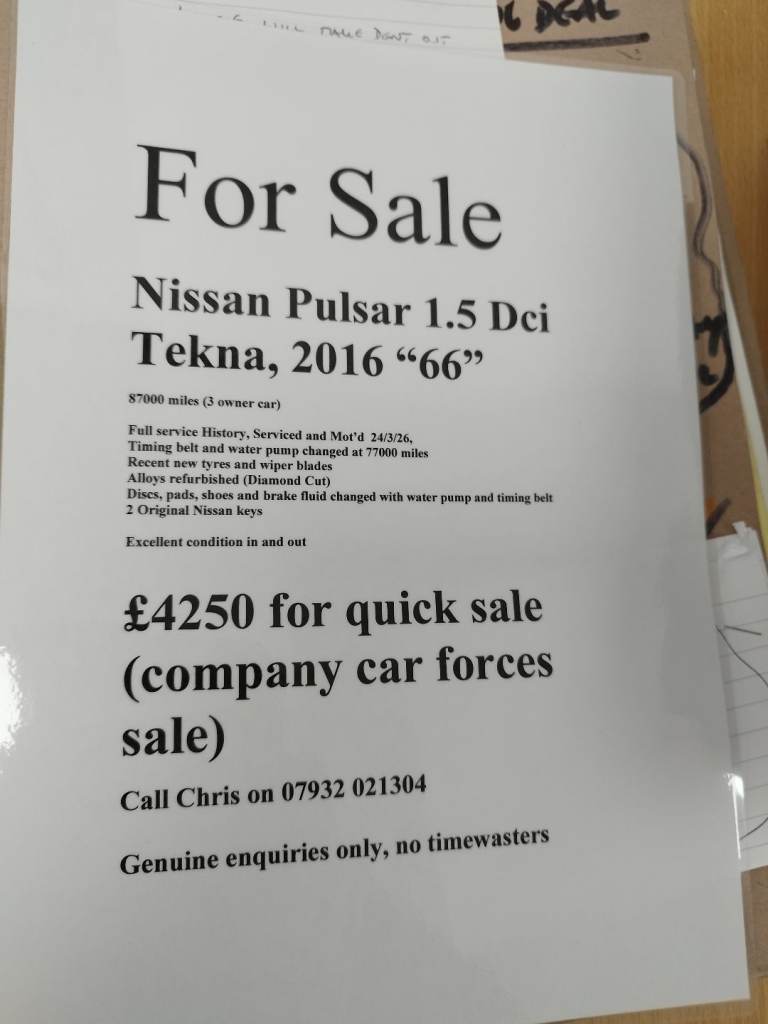 MAKE DON'T
DEAL
For Sale
Nissan Pulsar 1.5 Dci
Tekna, 2016 “66”
87000 miles (3 owner car)
Full service History, Serviced and Mot’d 24/3/26,
Timing belt and water pump changed at 77000 miles
Recent new tyres and wiper blades
Alloys refurbished (Diamond Cut)
Discs, pads, shoes and brake fluid changed with water pump and timing belt
2 Original Nissan keys
Excellent condition in and out
£4250 for quick sale
(company car forces
sale)
Call Chris on 07932 021304
Genuine enquiries only, no timewasters